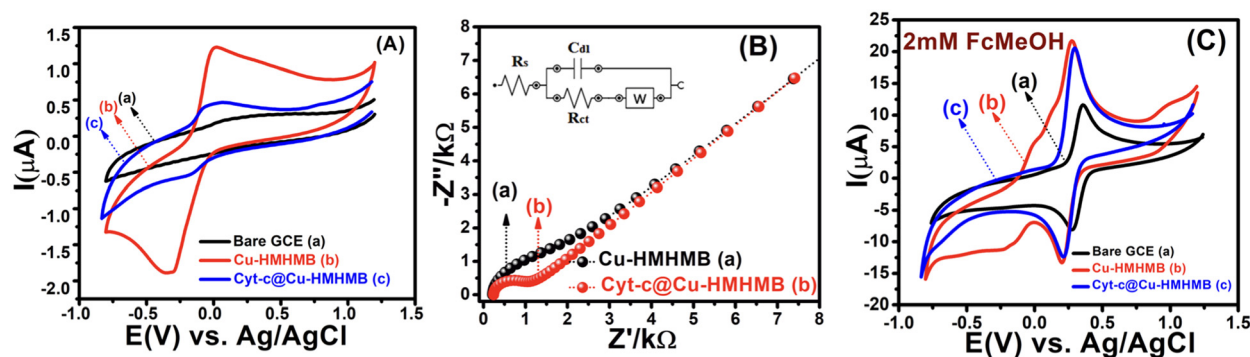 (A)
I(μA)
1.5
1.0
0.5
0.0
-0.5
-1.0
-1.5
-2.0
(a)
(b)
(c)
Bare GCE (a)
Cu-HMHMB (b)
Cyt-c@Cu-HMHMB (c)
-1.0 -0.5 0.0 0.5 1.0 1.5
E(V) vs. Ag/AgCl
(B)
-Z''/kΩ
8
6
4
2
0
Rs
Cdl
Rct
W
(a)
(b)
Cu-HMHMB (a)
Cyt-c@Cu-HMHMB (b)
0 1 2 3 4 5 6 7 8
Z'/kΩ
2mM FcMeOH
(C)
I(μA)
25
20
15
10
5
0
-5
-10
-15
-20
(a)
(b)
(c)
Bare GCE (a)
Cu-HMHMB (b)
Cyt-c@Cu-HMHMB (c)
-1.0 -0.5 0.0 0.5 1.0 1.5
E(V) vs. Ag/AgCl